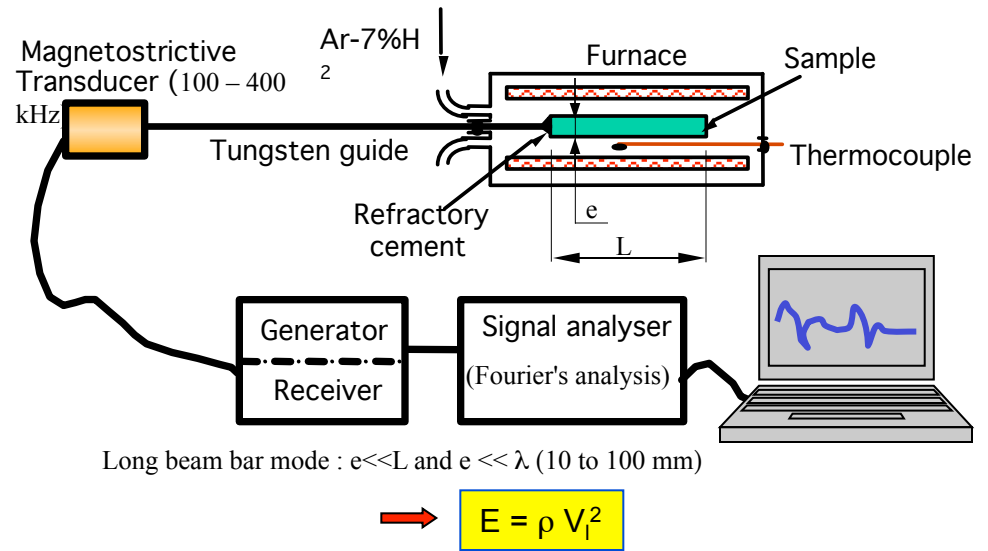 Ar-7%H
2
Magnetostrictive
Transducer (100 – 400
kHz)
Furnace
Sample
Tungsten guide
Thermocouple
Refractory
cement
e
L
Generator
Receiver
Signal analyser
(Fourier's analysis)
Long beam bar mode : e<<L and e << λ (10 to 100 mm)
E = ρ Vl²